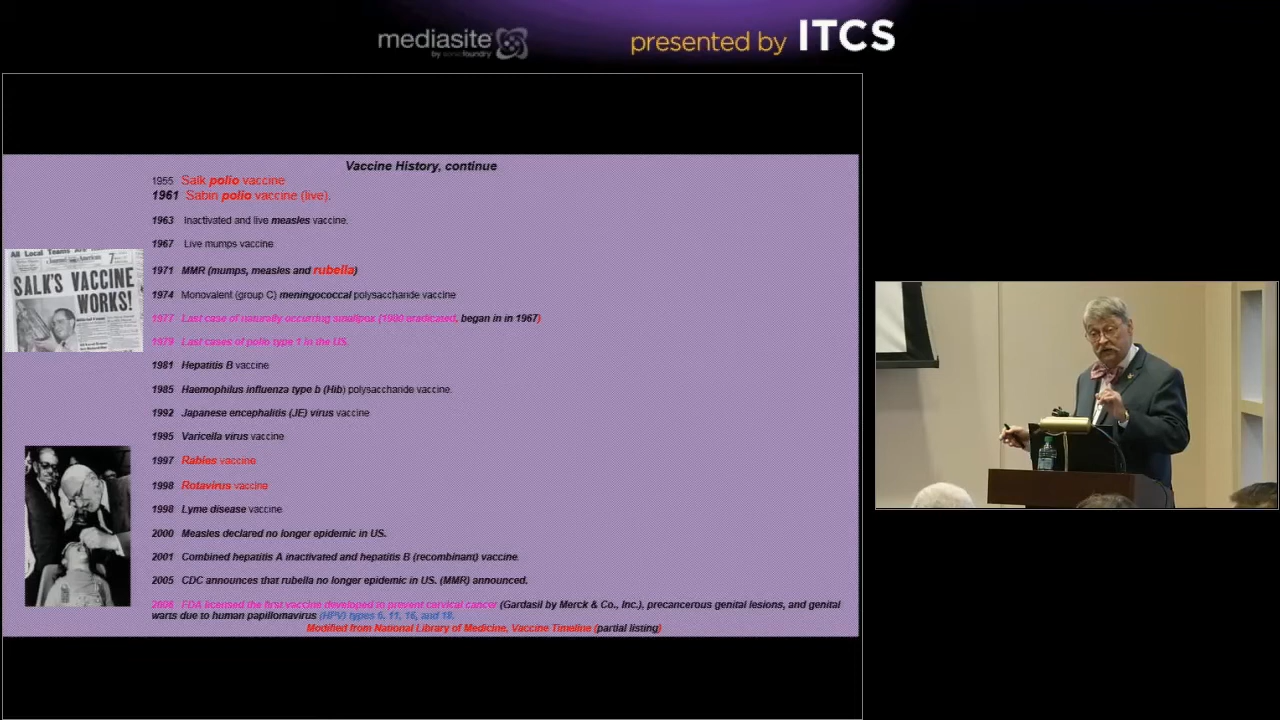 mediasite
by sonicfoundry
presented by ITCS
Vaccine History, continue
1955 Salk polio vaccine
1961 Sabin polio vaccine (live).
1963 Inactivated and live measles vaccine.
1967 Live mumps vaccine
1971 MMR (mumps, measles and rubella)
1974 Monovalent (group C) meningococcal polysaccharide vaccine
1977 Last case of naturally occurring smallpox (1980 eradicated, began in in 1967)
1979 Last cases of polio type 1 in the US.
1981 Hepatitis B vaccine
1985 Haemophilus influenza type b (Hib) polysaccharide vaccine.
1992 Japanese encephalitis (JE) virus vaccine
1995 Varicella virus vaccine
1997 Rabies vaccine
1998 Rotavirus vaccine
1998 Lyme disease vaccine
2000 Measles declared no longer epidemic in US.
2001 Combined hepatitis A inactivated and hepatitis B (recombinant) vaccine.
2005 CDC announces that rubella no longer epidemic in US. (MMR) announced.
2006 FDA licensed the first vaccine developed to prevent cervical cancer (Gardasil by Merck & Co., Inc.), precancerous genital lesions, and genital
warts due to human papillomavirus (HPV) types 6, 11, 16, and 18.
Modified from National Library of Medicine, Vaccine Timeline (partial listing)
All Local Teams
Journal American
7
SALK'S VACCINE
WORKS!